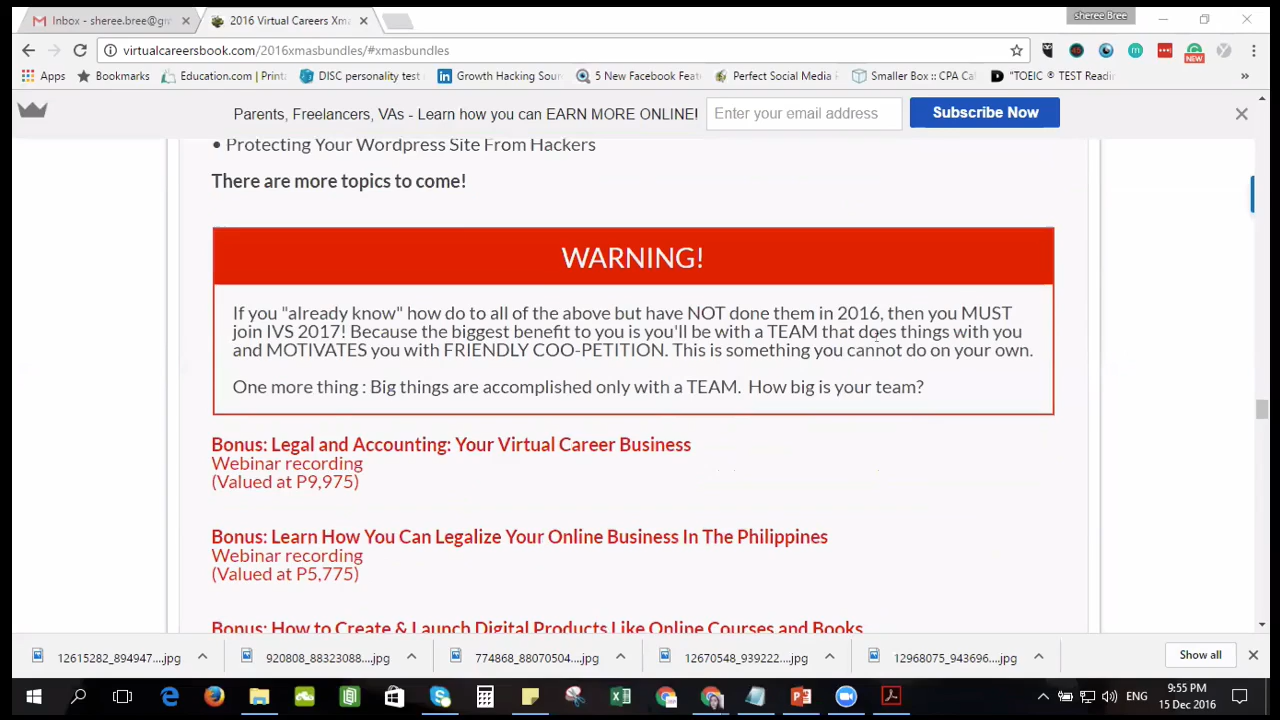 Inbox - sheree.bree@gm
2016 Virtual Careers Xma
sheree Bree
virtualcareersbook.com/2016xmasbundles/#xmasbundles
Apps
Bookmarks
Education.com | Printa
DISC personality test
Growth Hacking Sour
5 New Facebook Feat
Perfect Social Media
Smaller Box :: CPA Cal
"TOEIC ® TEST Readin
NEW
Parents, Freelancers, VAs - Learn how you can EARN MORE ONLINE!
Enter your email address
Subscribe Now
• Protecting Your Wordpress Site From Hackers
There are more topics to come!
WARNING!
If you "already know" how do to all of the above but have NOT done them in 2016, then you MUST
join IVS 2017! Because the biggest benefit to you is you'll be with a TEAM that does things with you
and MOTIVATES you with FRIENDLY COO-PETITION. This is something you cannot do on your own.
One more thing : Big things are accomplished only with a TEAM. How big is your team?
Bonus: Legal and Accounting: Your Virtual Career Business
Webinar recording
(Valued at P9,975)
Bonus: Learn How You Can Legalize Your Online Business In The Philippines
Webinar recording
(Valued at P5,775)
Bonus: How to Create & Launch Digital Products Like Online Courses and Books
12615282_894947....jpg
920808_88323088....jpg
774868_88070504....jpg
12670548_939222....jpg
12968075_943696....jpg
Show all
ENG
9:55 PM
15 Dec 2016